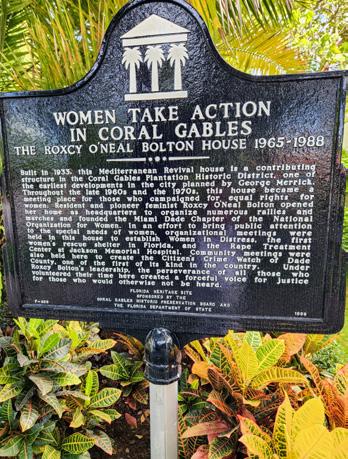 WOMEN TAKE ACTION
IN CORAL GABLES
THE ROXCY O'NEAL BOLTON HOUSE 1965-1988
Built in 1933, this Mediterranean Revival house is a contributing
structure in the Coral Gables Plantation Historic District, one of
the earliest developments in the city planned by George Merrick.
Throughout the late 1960s and the 1970s, this house became a
meeting place for those who campaigned for equal rights for
women. Resident and pioneer feminist Roxcy O'Neal Bolton opened
her home as headquarters to organize numerous rallies and
marches and founded the Miami Dade Chapter of the National
Organization for Women. In an effort to bring public attention
to the special needs of women, organizational meetings were
held in this house to establish Women in Distress, the first
women's rescue shelter in Florida, and the Rape Treatment
Center at Jackson Memorial Hospital. Community meetings were
also held here to create the Citizens Crime Watch of Dade
County, one of the first of its kind in the country. Under
Roxcy Bolton's leadership, the perseverance of all those who
volunteered their time here created a forceful voice for justice
for those who would otherwise not be heard.
FLORIDA HERITAGE SITE
SPONSORED BY THE
CORAL GABLES HISTORIC PRESERVATION BOARD AND
THE FLORIDA DEPARTMENT OF STATE